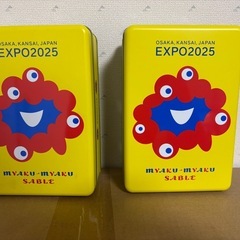 OSAKA, KANSAI, JAPAN
EXPO2025
MYAKU-MYAKU
SABLE
OSAKA, KANSAI, JAPAN
EXPO2025
MYAKU-MYAKU
SABLE